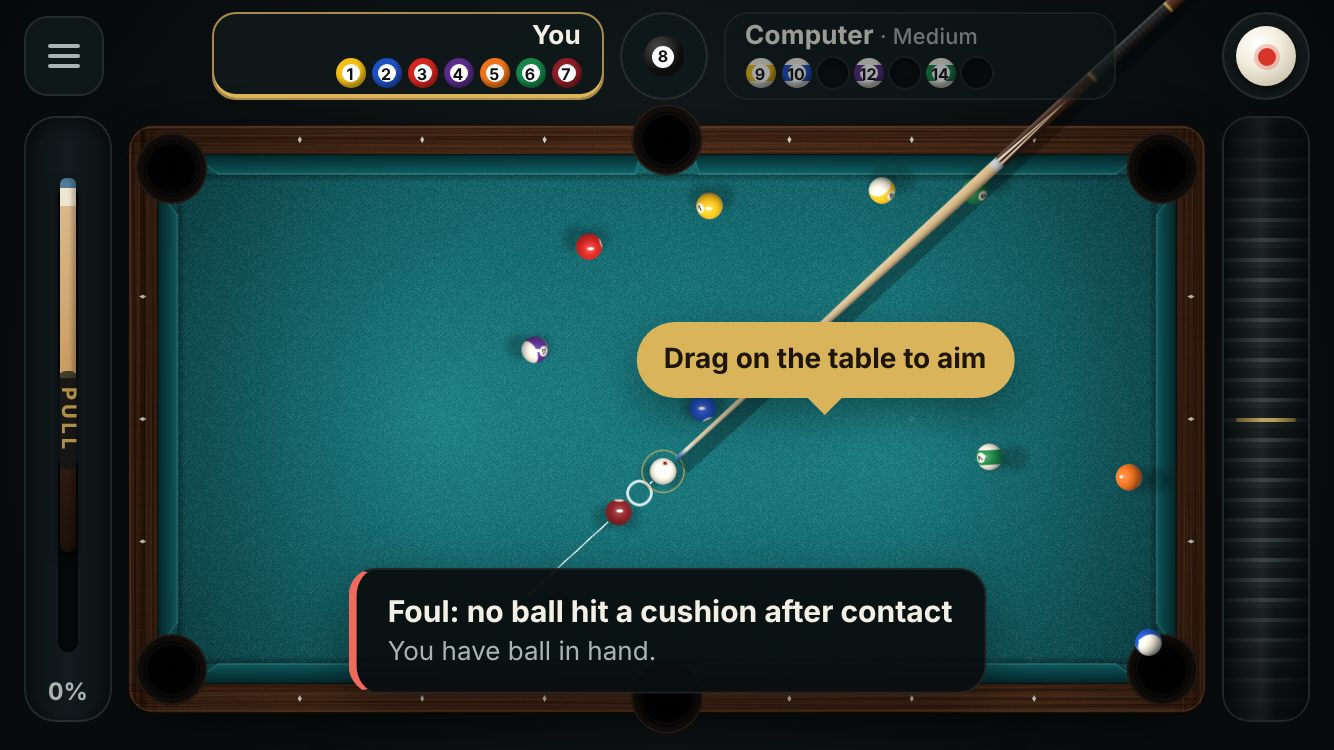 You
1 2 3 4 5 6 7
8
Computer · Medium
9 10 12 14
Drag on the table to aim
PULL
Foul: no ball hit a cushion after contact
You have ball in hand.
0%